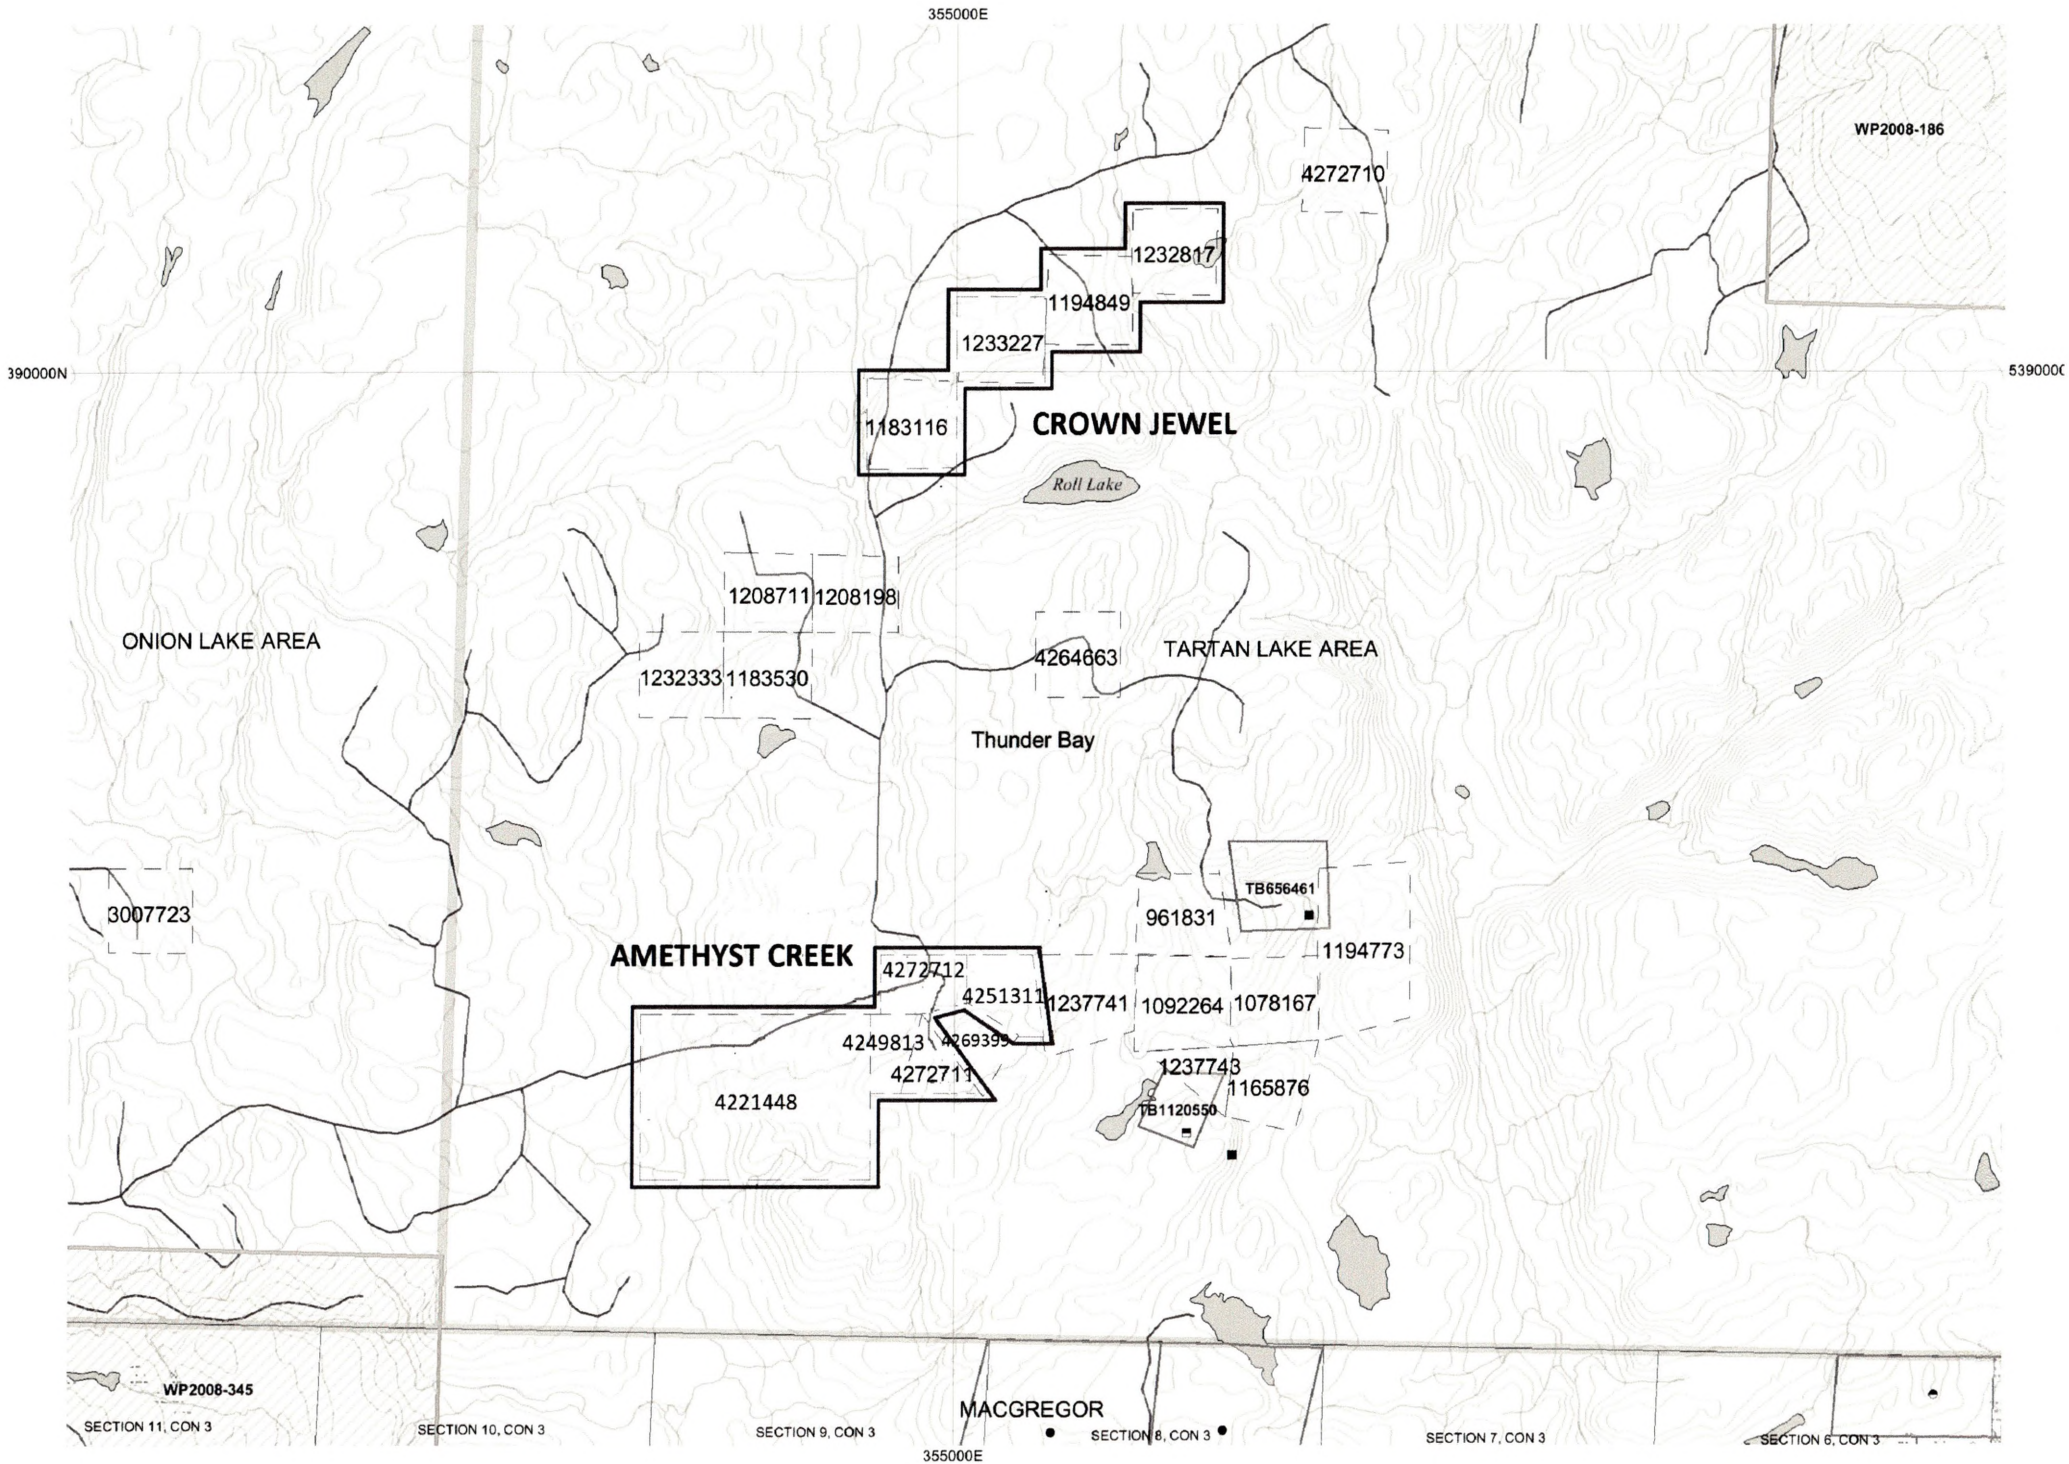 355000E
WP2008-186
4272710
1232817
1194849
1233227
390000N
539000
1183116
CROWN JEWEL
Roll Lake
1208711
1208198
ONION LAKE AREA
TARTAN LAKE AREA
4264663
1232333
1183530
Thunder Bay
TB656461
3007723
961831
AMETHYST CREEK
1194773
4272712
4251311
1237741
1092264
1078167
4249813
4269399
4272711
1237743
1165876
4221448
TB1120550
WP2008-345
MACGREGOR
SECTION 11, CON 3
SECTION 10, CON 3
SECTION 9, CON 3
SECTION 8, CON 3
SECTION 7, CON 3
SECTION 6, CON 3
355000E